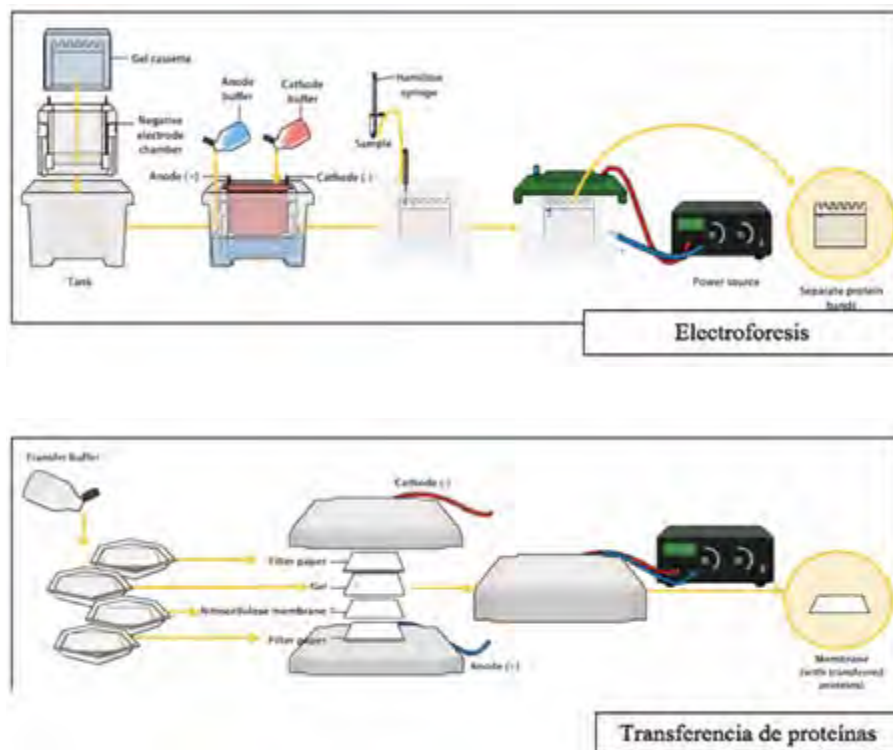 Gel cassette
Negative
electrode
chamber
Tank
Anode
buffer
Cathode
buffer
Anode (+)
Cathode (-)
Hamilton
syringe
Sample
Power source
Separate protein
bands
Electroforesis
Transfer buffer
Cathode (-)
Filter paper
Gel
Nitrocellulose membrane
Filter paper
Anode (+)
Membrane
(with transferred
proteins)
Transferencia de proteínas